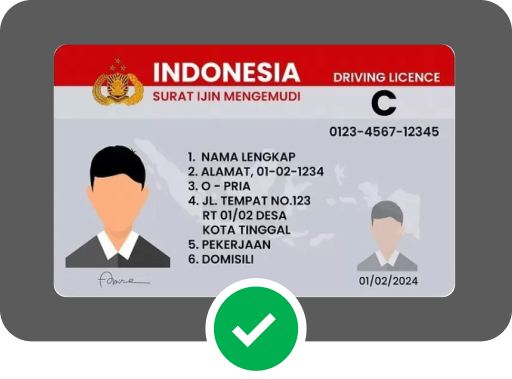 INDONESIA
SURAT IJIN MENGEMUDI
DRIVING LICENCE
C
0123-4567-12345
1. NAMA LENGKAP
2. ALAMAT, 01-02-1234
3. O - PRIA
4. JL. TEMPAT NO.123
RT 01/02 DESA
KOTA TINGGAL
5. PEKERJAAN
6. DOMISILI
01/02/2024